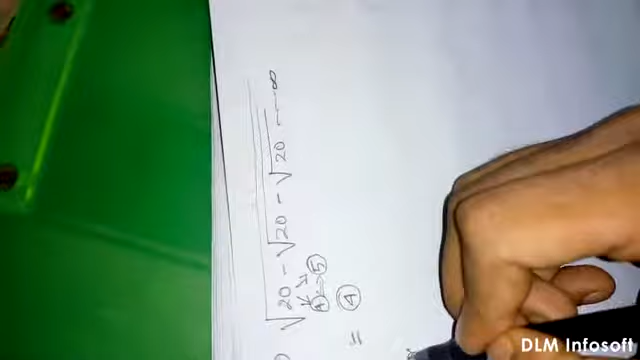 √20 - √20 - √20 --- ∞
④ ⑤
= ④
DLM Infosoft